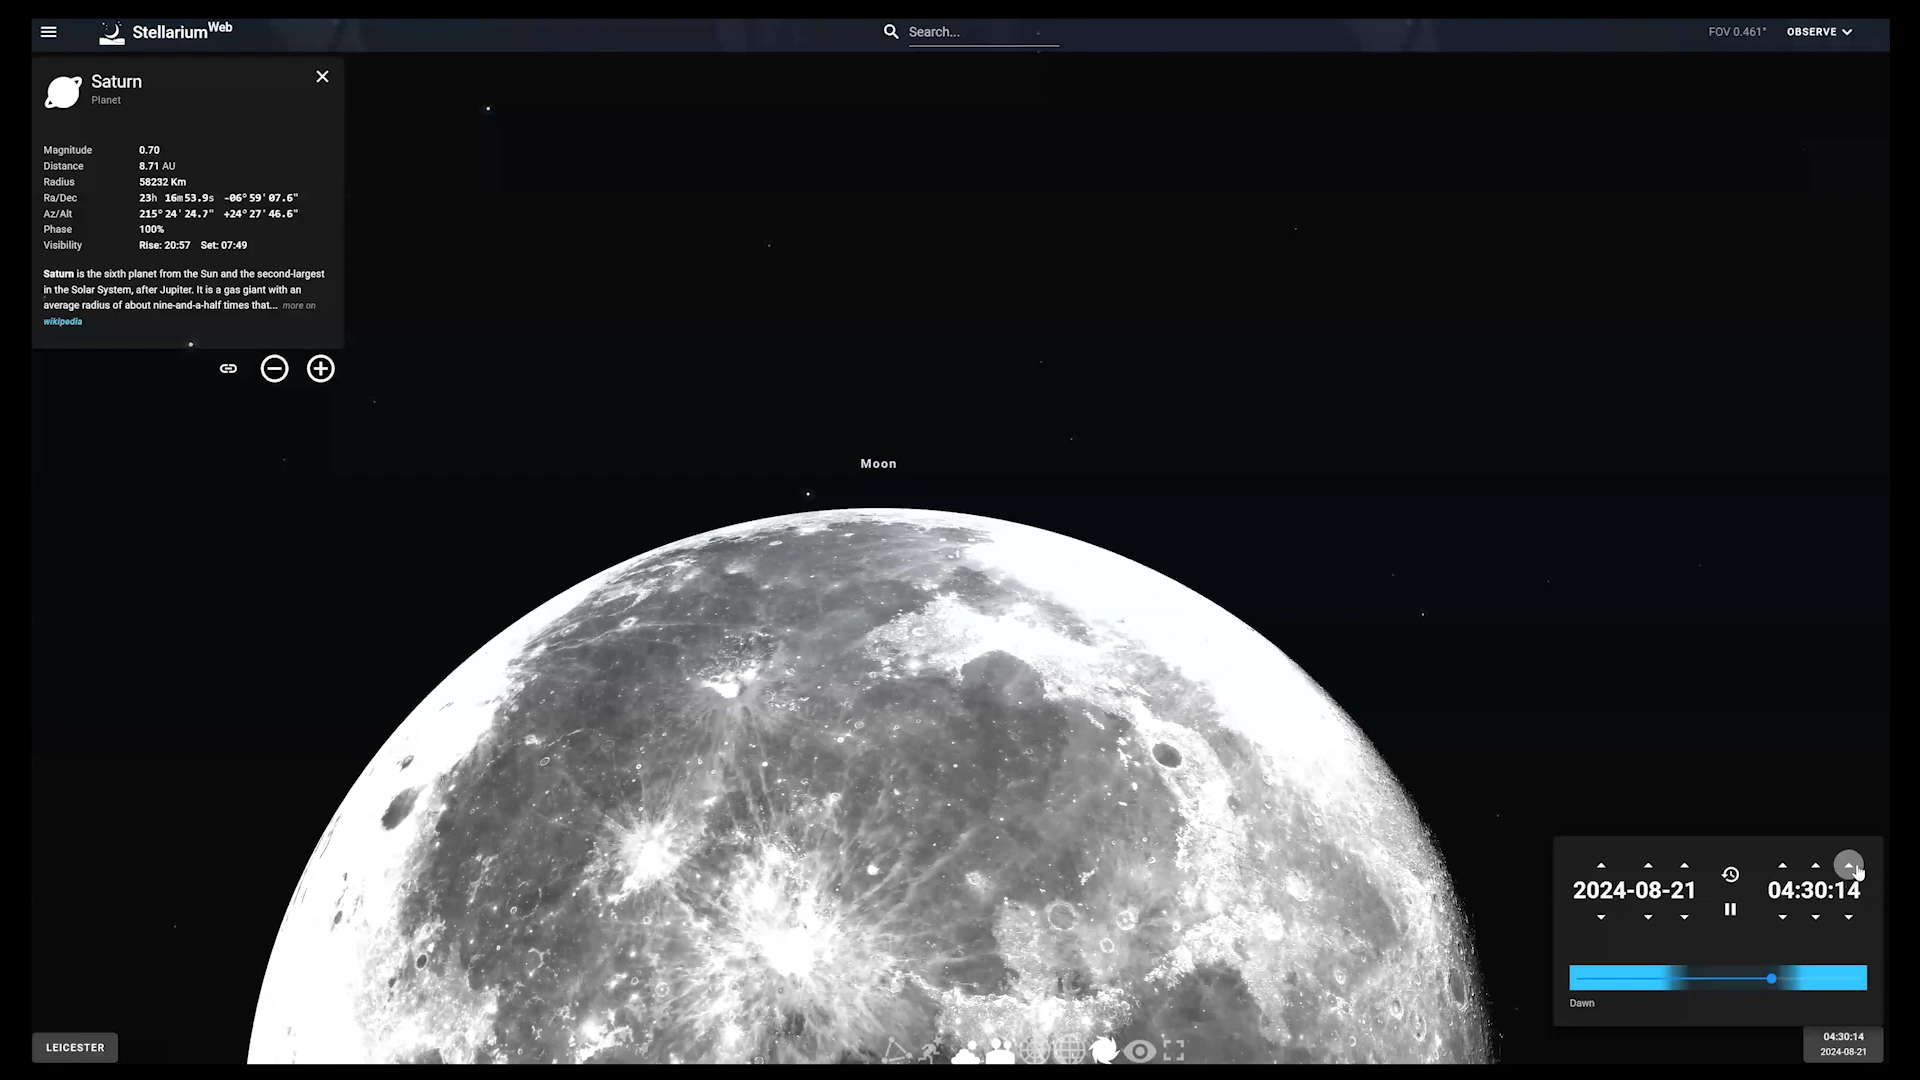 StellariumWeb
Search...
FOV 0.461°
OBSERVE
Saturn
Planet
Magnitude 0.70
Distance 8.71 AU
Radius 58232 Km
Ra/Dec 23h 16m53.9s -06°59'07.6"
Az/Alt 215°24'24.7" +24°27'46.6"
Phase 100%
Visibility Rise: 20:57 Set: 07:49
Saturn is the sixth planet from the Sun and the second-largest
in the Solar System, after Jupiter. It is a gas giant with an
average radius of about nine-and-a-half times that... more on
wikipedia
Moon
2024-08-21 04:30:14
Dawn
LEICESTER
04:30:14
2024-08-21